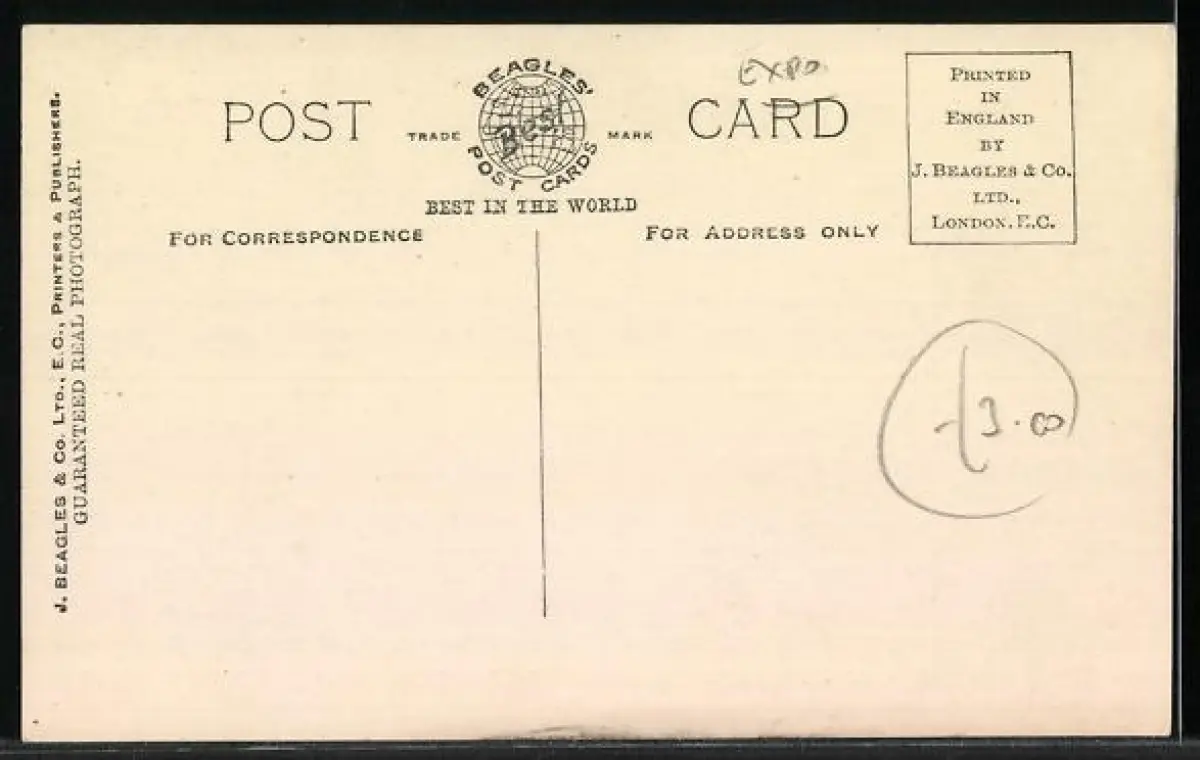 EXPO
POST CARD
BEAGLES'
Best
TRADE MARK
POST CARDS
BEST IN THE WORLD
FOR CORRESPONDENCE
FOR ADDRESS ONLY
PRINTED
IN
ENGLAND
BY
J. BEAGLES & CO.
LTD.,
LONDON. E.C.
J. BEAGLES & Co. LTD., E.C., PRINTERS & PUBLISHERS.
GUARANTEED REAL PHOTOGRAPH.
£3.00